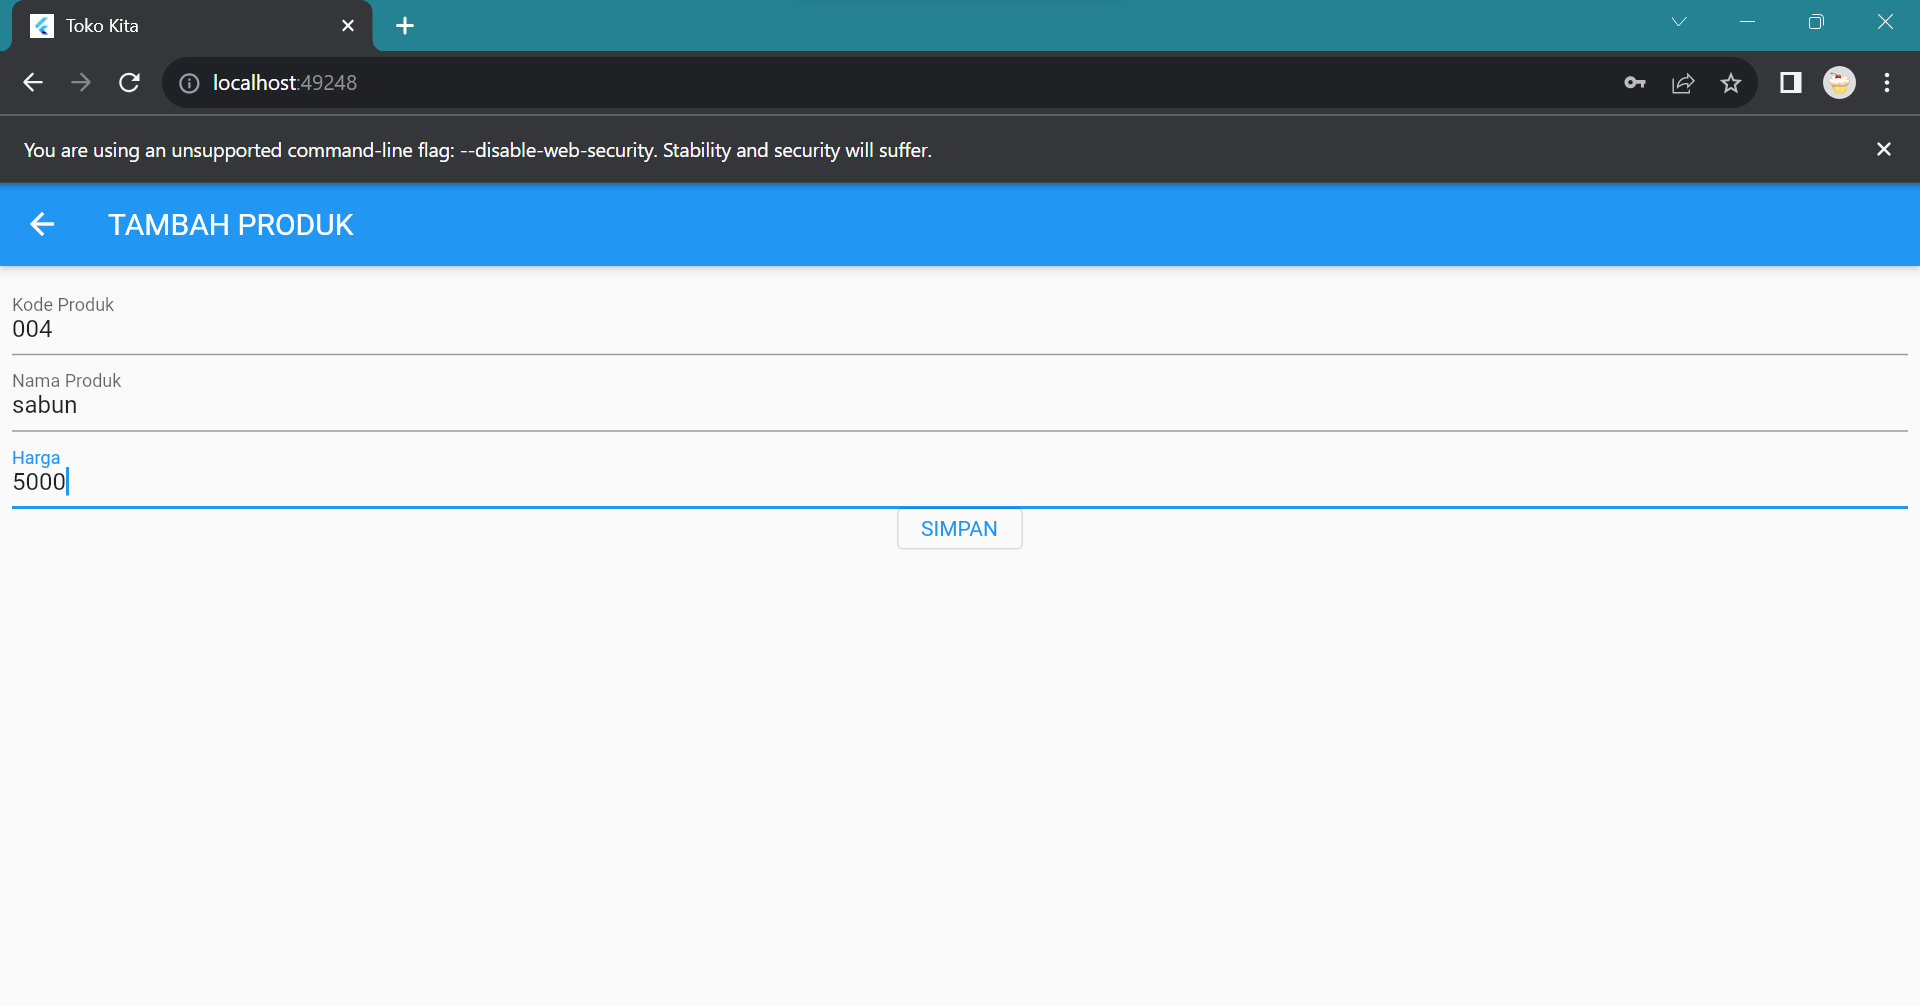 Toko Kita
localhost:49248
You are using an unsupported command-line flag: --disable-web-security. Stability and security will suffer.
TAMBAH PRODUK
Kode Produk
004
Nama Produk
sabun
Harga
5000
SIMPAN